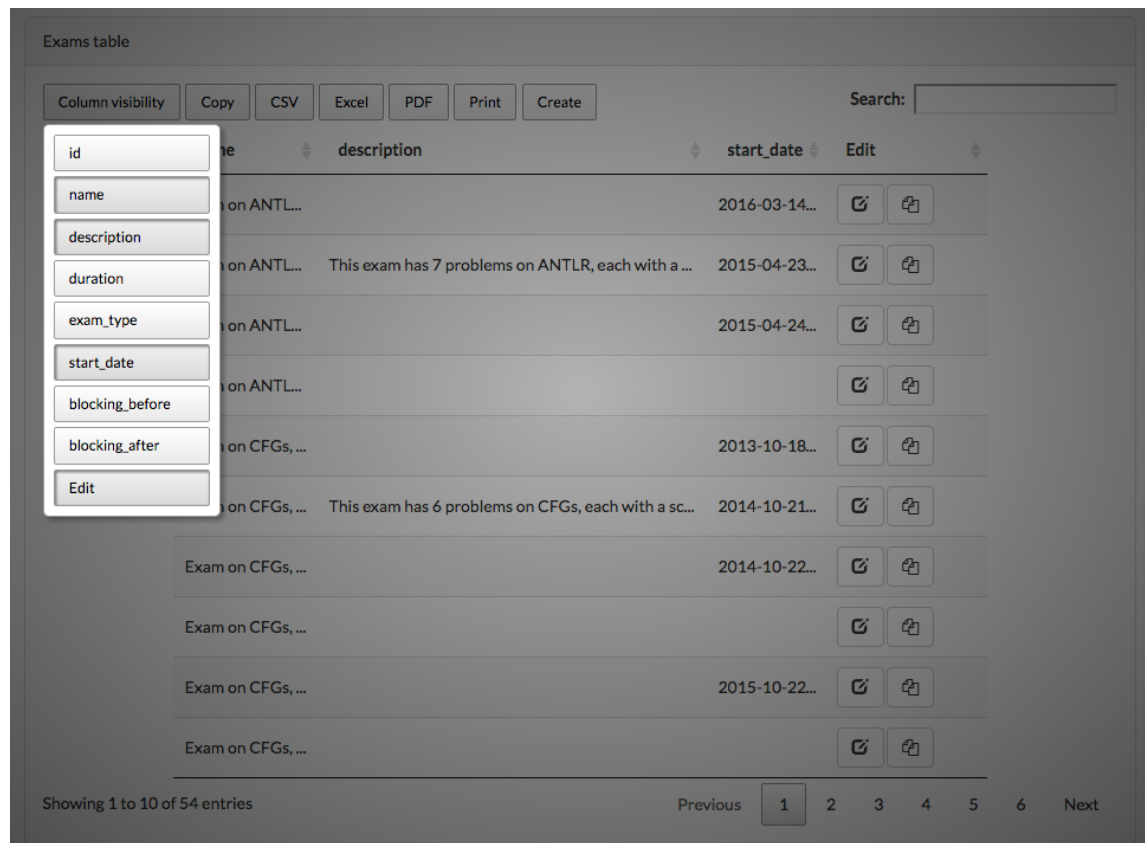 Exams table
Column visibility Copy CSV Excel PDF Print Create Search:
id
name
description
duration
exam_type
start_date
blocking_before
blocking_after
Edit
me description start_date Edit
on ANTL... 2016-03-14...
on ANTL... This exam has 7 problems on ANTLR, each with a ... 2015-04-23...
on ANTL... 2015-04-24...
on ANTL...
on CFGs, ... 2013-10-18...
on CFGs, ... This exam has 6 problems on CFGs, each with a sc... 2014-10-21...
Exam on CFGs, ... 2014-10-22...
Exam on CFGs, ...
Exam on CFGs, ... 2015-10-22...
Exam on CFGs, ...
Showing 1 to 10 of 54 entries Previous 1 2 3 4 5 6 Next